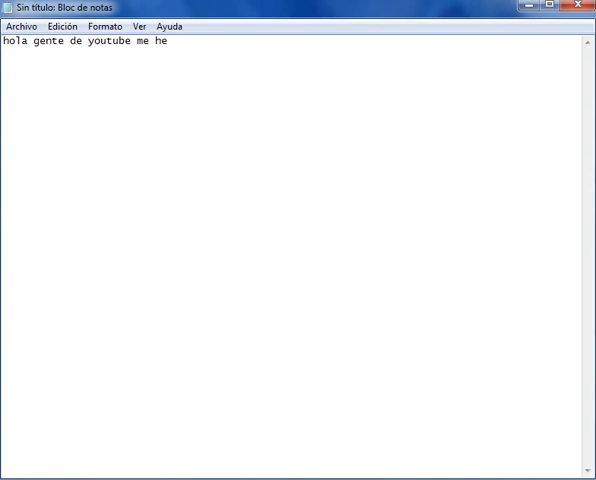 Sin título: Bloc de notas
Archivo Edición Formato Ver Ayuda
hola gente de youtube me he